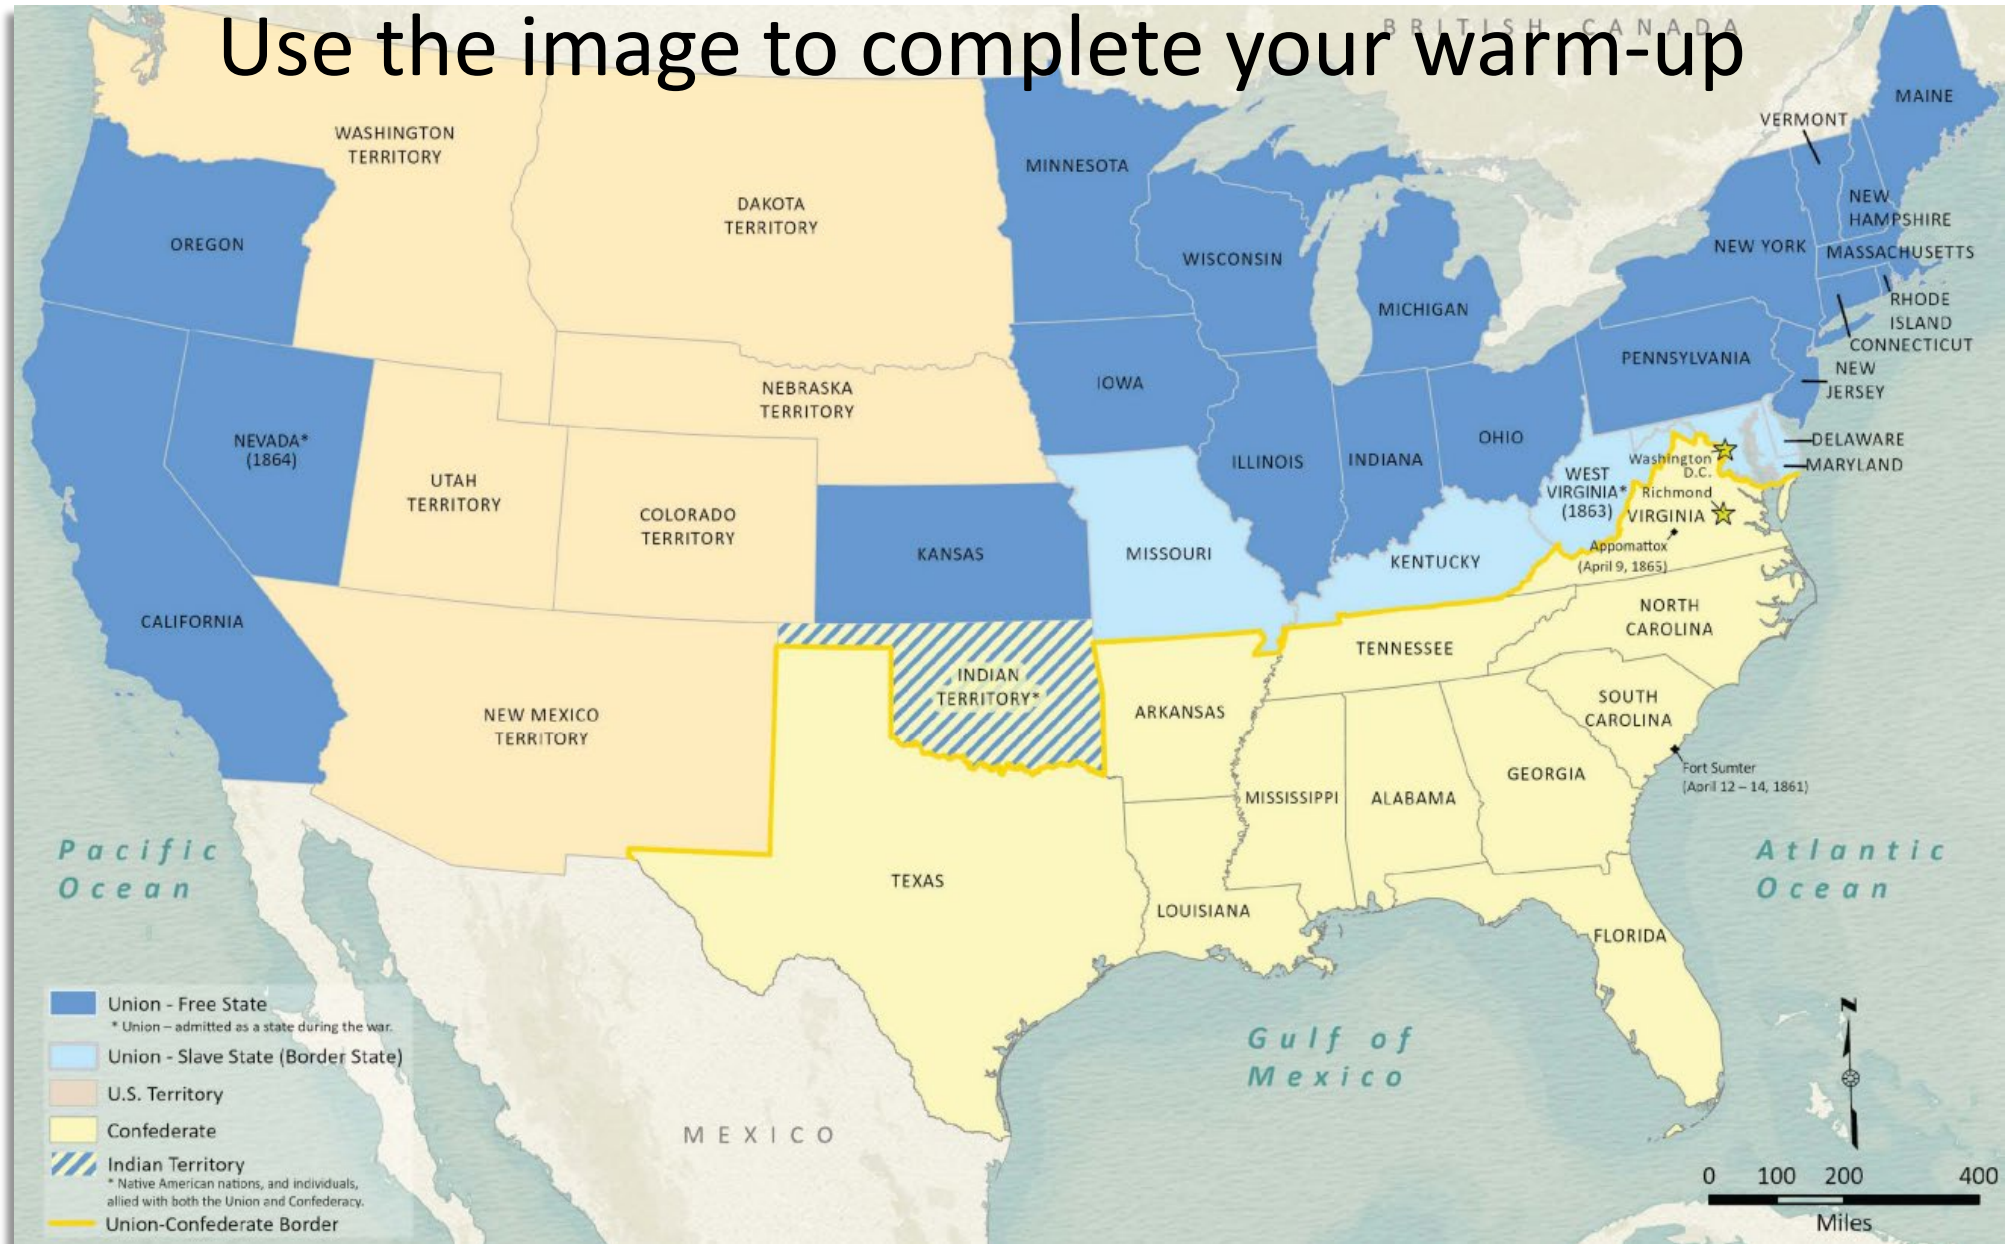 Use the image to complete your warm-up
BRITISH CANADA
WASHINGTON
TERRITORY
DAKOTA
TERRITORY
MINNESOTA
VERMONT
MAINE
OREGON
WISCONSIN
MICHIGAN
NEW YORK
NEW
HAMPSHIRE
MASSACHUSETTS
RHODE
ISLAND
CONNECTICUT
NEW
JERSEY
PENNSYLVANIA
NEBRASKA
TERRITORY
IOWA
NEVADA*
(1864)
UTAH
TERRITORY
COLORADO
TERRITORY
ILLINOIS
INDIANA
OHIO
DELAWARE
MARYLAND
Washington
D.C.
WEST
VIRGINIA*
(1863)
Richmond
VIRGINIA
Appomattox
(April 9, 1865)
KANSAS
MISSOURI
KENTUCKY
CALIFORNIA
NORTH
CAROLINA
TENNESSEE
INDIAN
TERRITORY*
NEW MEXICO
TERRITORY
ARKANSAS
SOUTH
CAROLINA
Fort Sumter
(April 12 – 14, 1861)
MISSISSIPPI
ALABAMA
GEORGIA
Pacific
Ocean
TEXAS
LOUISIANA
FLORIDA
Atlantic
Ocean
Gulf of
Mexico
MEXICO
Union - Free State
* Union – admitted as a state during the war.
Union - Slave State (Border State)
U.S. Territory
Confederate
Indian Territory
* Native American nations, and individuals,
allied with both the Union and Confederacy.
Union-Confederate Border
N
0 100 200 400
Miles